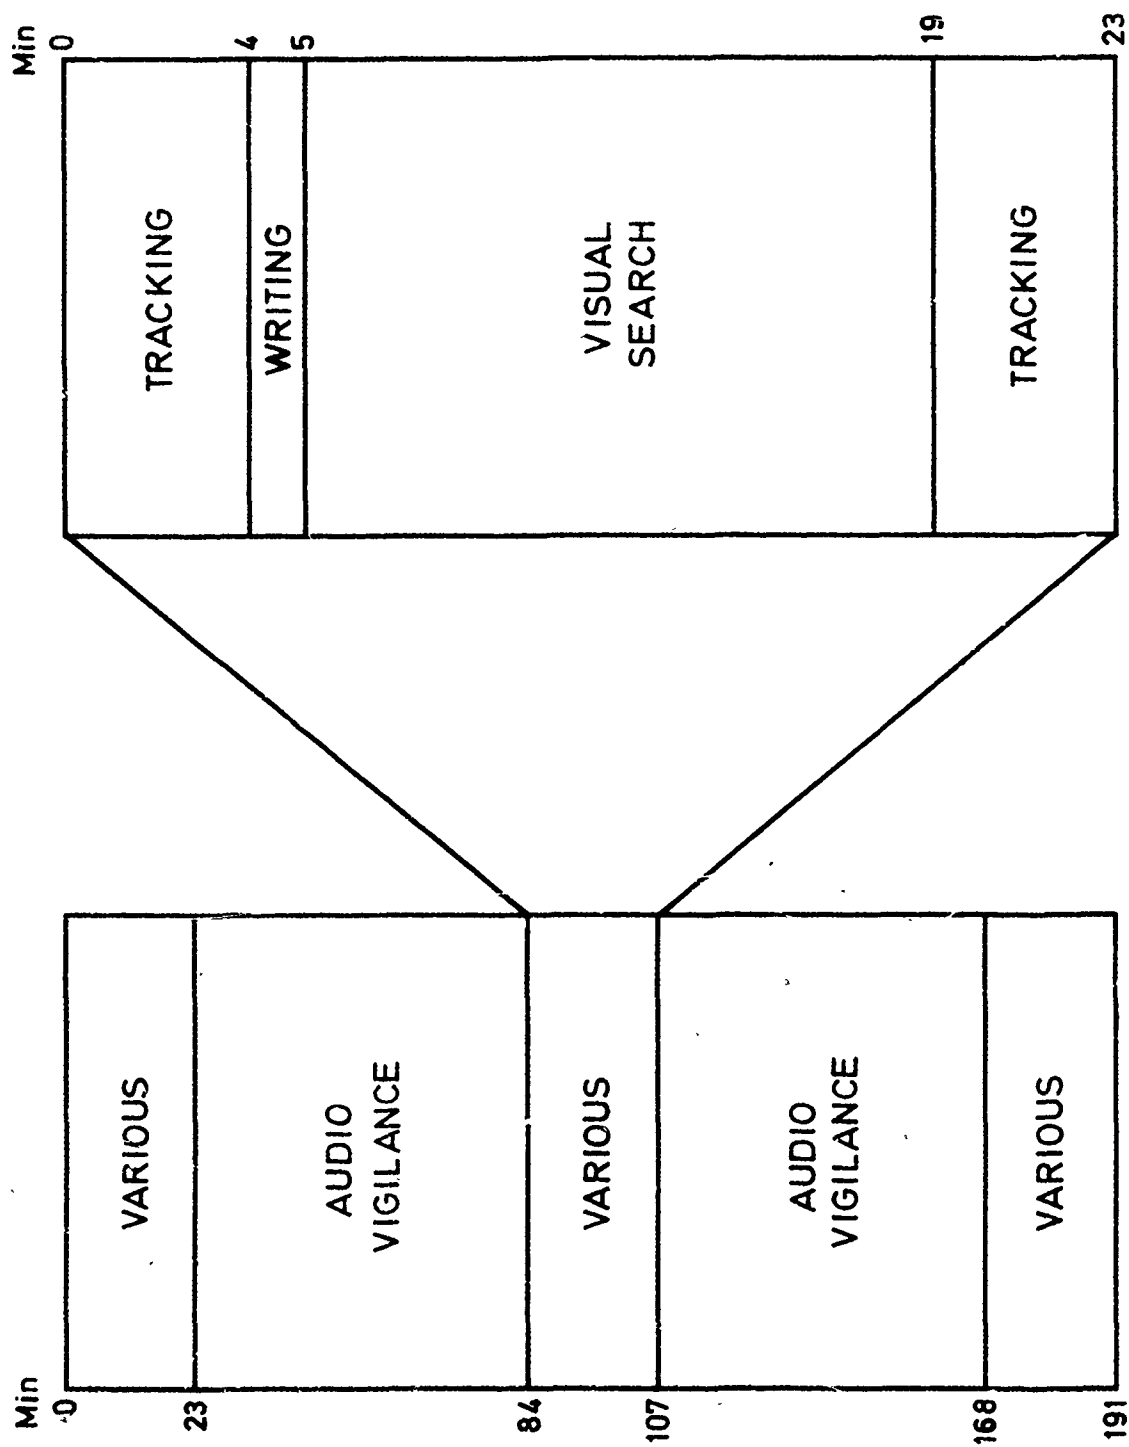 Min
0
VARIOUS
23
AUDIO
VIGILANCE
84
VARIOUS
107
AUDIO
VIGILANCE
168
VARIOUS
191
Min
0
TRACKING
4
WRITING
5
VISUAL
SEARCH
19
TRACKING
23